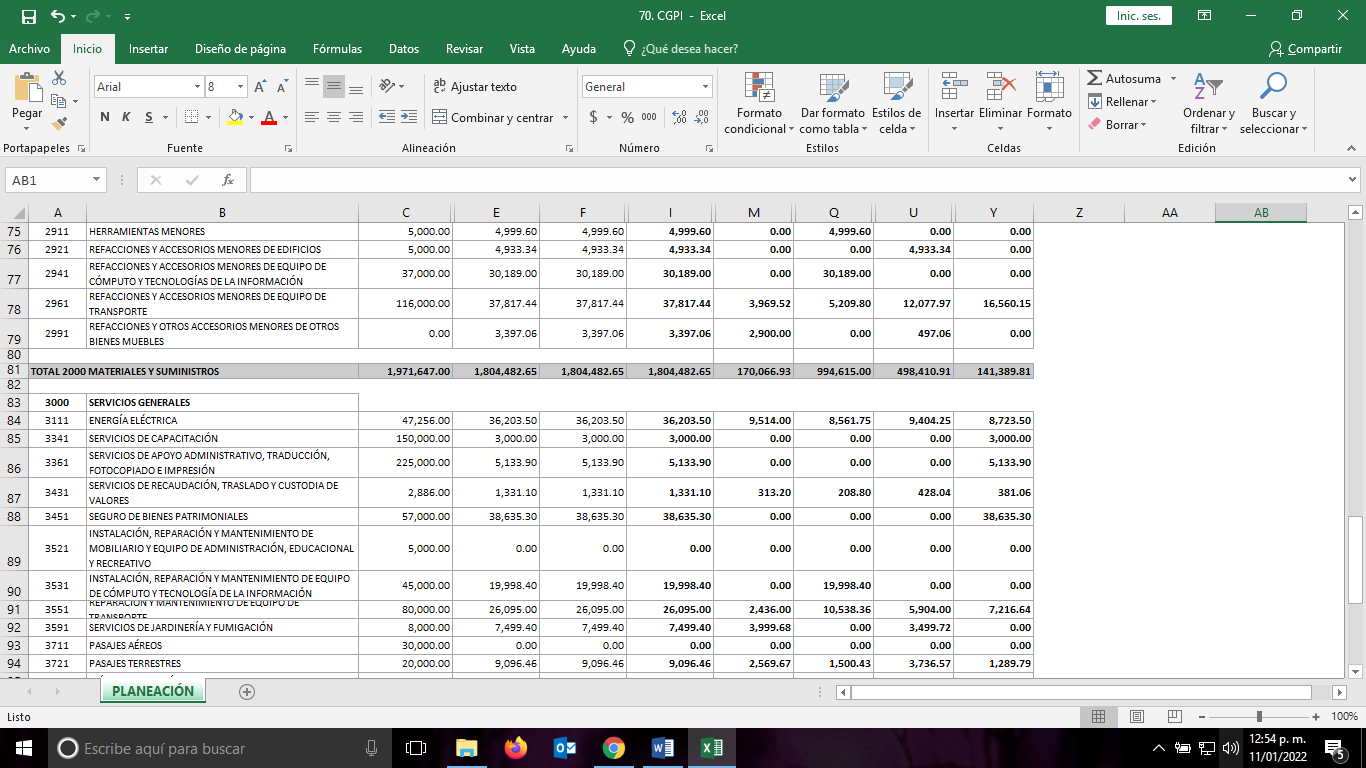 70. CGPI - Excel
Inic. ses.
Archivo Inicio Insertar Diseño de página Fórmulas Datos Revisar Vista Ayuda ¿Qué desea hacer? Compartir
Pegar
Portapapeles
Arial 8
N K S
Fuente
Ajustar texto
Combinar y centrar
Alineación
General
$ % 000
Número
Formato condicional
Dar formato como tabla
Estilos de celda
Estilos
Insertar Eliminar Formato
Celdas
Autosuma
Rellenar
Borrar
Ordenar y filtrar
Buscar y seleccionar
Edición
AB1 fx
A B C E F I M Q U Y Z AA AB
75 2911 HERRAMIENTAS MENORES 5,000.00 4,999.60 4,999.60 4,999.60 0.00 4,999.60 0.00 0.00
76 2921 REFACCIONES Y ACCESORIOS MENORES DE EDIFICIOS 5,000.00 4,933.34 4,933.34 4,933.34 0.00 0.00 4,933.34 0.00
77 2941 REFACCIONES Y ACCESORIOS MENORES DE EQUIPO DE
CÓMPUTO Y TECNOLOGÍAS DE LA INFORMACIÓN 37,000.00 30,189.00 30,189.00 30,189.00 0.00 30,189.00 0.00 0.00
78 2961 REFACCIONES Y ACCESORIOS MENORES DE EQUIPO DE
TRANSPORTE 116,000.00 37,817.44 37,817.44 37,817.44 3,969.52 5,209.80 12,077.97 16,560.15
79 2991 REFACCIONES Y OTROS ACCESORIOS MENORES DE OTROS
BIENES MUEBLES 0.00 3,397.06 3,397.06 3,397.06 2,900.00 0.00 497.06 0.00
80
81 TOTAL 2000 MATERIALES Y SUMINISTROS 1,971,647.00 1,804,482.65 1,804,482.65 1,804,482.65 170,066.93 994,615.00 498,410.91 141,389.81
82
83 3000 SERVICIOS GENERALES
84 3111 ENERGÍA ELÉCTRICA 47,256.00 36,203.50 36,203.50 36,203.50 9,514.00 8,561.75 9,404.25 8,723.50
85 3341 SERVICIOS DE CAPACITACIÓN 150,000.00 3,000.00 3,000.00 3,000.00 0.00 0.00 0.00 3,000.00
86 3361 SERVICIOS DE APOYO ADMINISTRATIVO, TRADUCCIÓN,
FOTOCOPIADO E IMPRESIÓN 225,000.00 5,133.90 5,133.90 5,133.90 0.00 0.00 0.00 5,133.90
87 3431 SERVICIOS DE RECAUDACIÓN, TRASLADO Y CUSTODIA DE
VALORES 2,886.00 1,331.10 1,331.10 1,331.10 313.20 208.80 428.04 381.06
88 3451 SEGURO DE BIENES PATRIMONIALES 57,000.00 38,635.30 38,635.30 38,635.30 0.00 0.00 0.00 38,635.30
89 3521 INSTALACIÓN, REPARACIÓN Y MANTENIMIENTO DE
MOBILIARIO Y EQUIPO DE ADMINISTRACIÓN, EDUCACIONAL
Y RECREATIVO 5,000.00 0.00 0.00 0.00 0.00 0.00 0.00 0.00
90 3531 INSTALACIÓN, REPARACIÓN Y MANTENIMIENTO DE EQUIPO
DE CÓMPUTO Y TECNOLOGÍA DE LA INFORMACIÓN 45,000.00 19,998.40 19,998.40 19,998.40 0.00 19,998.40 0.00 0.00
91 3551 REPARACIÓN Y MANTENIMIENTO DE EQUIPO DE
TRANSPORTE 80,000.00 26,095.00 26,095.00 26,095.00 2,436.00 10,538.36 5,904.00 7,216.64
92 3591 SERVICIOS DE JARDINERÍA Y FUMIGACIÓN 8,000.00 7,499.40 7,499.40 7,499.40 3,999.68 0.00 3,499.72 0.00
93 3711 PASAJES AÉREOS 30,000.00 0.00 0.00 0.00 0.00 0.00 0.00 0.00
94 3721 PASAJES TERRESTRES 20,000.00 9,096.46 9,096.46 9,096.46 2,569.67 1,500.43 3,736.57 1,289.79
PLANEACIÓN
Listo 100%
Escribe aquí para buscar
12:54 p. m.
11/01/2022
5